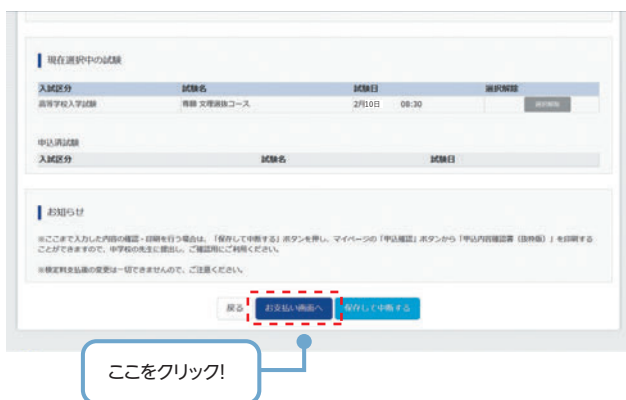 現在選択中の試験
入試区分 試験名 試験日 選択解除
高等学校入学試験 専願 文理選抜コース 2月10日 08:30 選択解除
申込済試験
入試区分 試験名 試験日
お知らせ
※ここまで入力した内容の確認・印刷を行う場合は、「保存して中断する」ボタンを押し、マイページの「申込確認」ボタンから「申込内容確認書（抜粋版）」を印刷する
ことができますので、中学校の先生に提出し、ご確認用にご利用ください。
※検定料支払後の変更は一切できませんので、ご注意ください。
戻る お支払い画面へ 保存して中断する
ここをクリック!